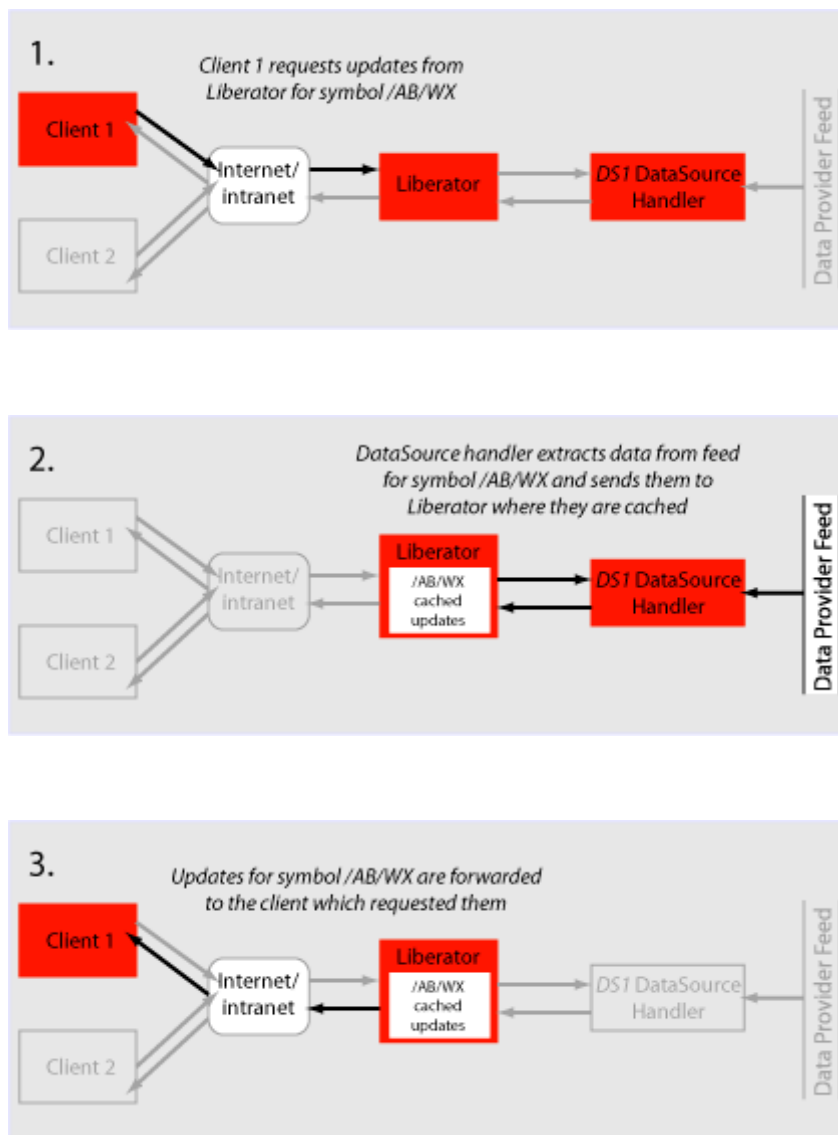 1.
Client 1 requests updates from
Liberator for symbol /AB/WX
Client 1
Internet/
intranet
Liberator
DS1 DataSource
Handler
Client 2
Data Provider Feed
2.
DataSource handler extracts data from feed
for symbol /AB/WX and sends them to
Liberator where they are cached
Client 1
Internet/
intranet
Liberator
/AB/WX
cached
updates
DS1 DataSource
Handler
Client 2
Data Provider Feed
3.
Updates for symbol /AB/WX are forwarded
to the client which requested them
Client 1
Internet/
intranet
Liberator
/AB/WX
cached
updates
DS1 DataSource
Handler
Client 2
Data Provider Feed